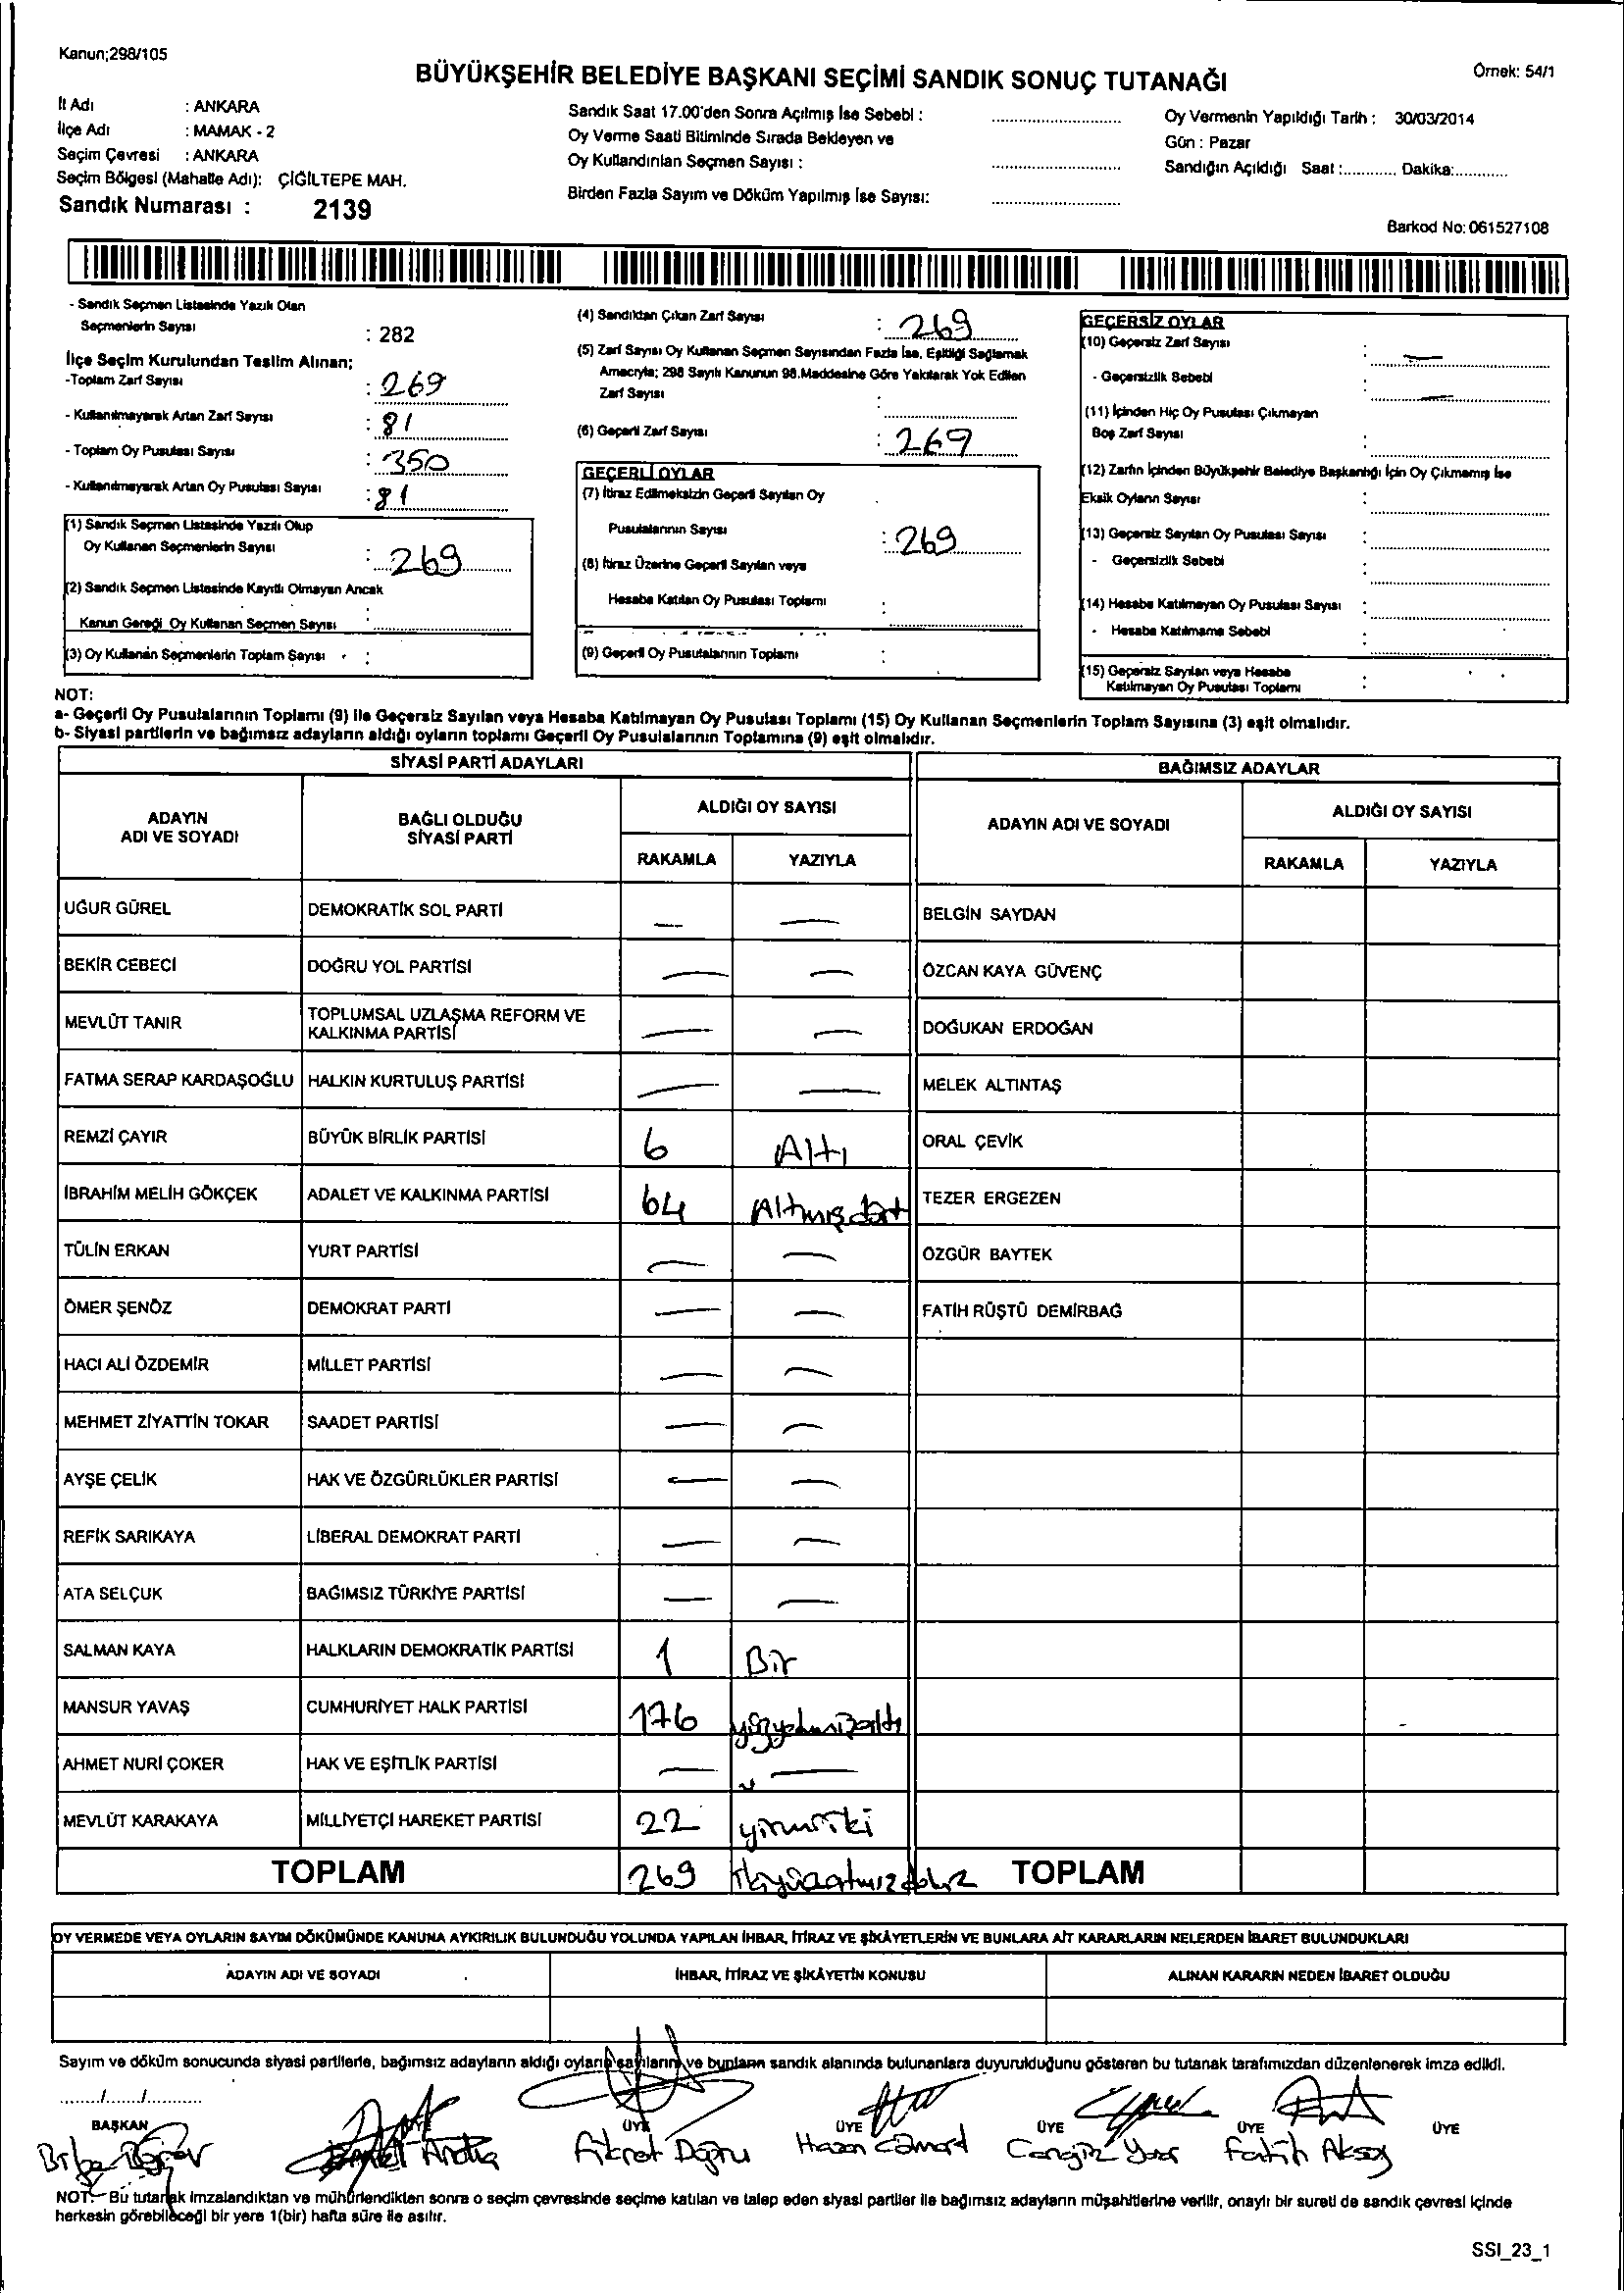 Kanun;298/105
BÜYÜKŞEHİR BELEDİYE BAŞKANI SEÇİMİ SANDIK SONUÇ TUTANAĞI
Örnek: 54/1
İl Adı : ANKARA
İlçe Adı : MAMAK - 2
Seçim Çevresi : ANKARA
Seçim Bölgesi (Mahalle Adı): ÇİĞİLTEPE MAH.
Sandık Numarası : 2139
Sandık Saat 17.00'den Sonra Açılmış İse Sebebi :
Oy Verme Saati Bitiminde Sırada Bekleyen ve
Oy Kullandırılan Seçmen Sayısı :
Birden Fazla Sayım ve Döküm Yapılmış İse Sayısı:
Oy Vermenin Yapıldığı Tarih : 30/03/2014
Gün : Pazar
Sandığın Açıldığı Saat :............ Dakika:............
Barkod No: 061527108
- Sandık Seçmen Listesinde Yazılı Olan
Seçmenlerin Sayısı : 282
İlçe Seçim Kurulundan Teslim Alınan;
-Toplam Zarf Sayısı : 269
- Kullanılmayarak Artan Zarf Sayısı : 81
- Toplam Oy Pusulası Sayısı : 350
- Kullanılmayarak Artan Oy Pusulası Sayısı : 81
(1) Sandık Seçmen Listesinde Yazılı Olup
Oy Kullanan Seçmenlerin Sayısı : 269
(2) Sandık Seçmen Listesinde Kayıtlı Olmayan Ancak
Kanun Gereği Oy Kullanan Seçmen Sayısı :
(3) Oy Kullanan Seçmenlerin Toplam Sayısı :
(4) Sandıktan Çıkan Zarf Sayısı : 269
(5) Zarf Sayısı Oy Kullanan Seçmen Sayısından Fazla İse, Eşitliği Sağlamak
Amacıyla; 298 Sayılı Kanunun 98.Maddesine Göre Yakılarak Yok Edilen
Zarf Sayısı :
(6) Geçerli Zarf Sayısı : 269
GEÇERLİ OYLAR
(7) İtiraz Edilmeksizin Geçerli Sayılan Oy
Pusulalarının Sayısı : 269
(8) İtiraz Üzerine Geçerli Sayılan veya
Hesaba Katılan Oy Pusulası Toplamı :
(9) Geçerli Oy Pusulalarının Toplamı :
GEÇERSİZ OYLAR
(10) Geçersiz Zarf Sayısı : —
- Geçersizlik Sebebi : —
(11) İçinden Hiç Oy Pusulası Çıkmayan
Boş Zarf Sayısı :
(12) Zarfın İçinden Büyükşehir Belediye Başkanlığı İçin Oy Çıkmamış İse
Eksik Oyların Sayısı :
(13) Geçersiz Sayılan Oy Pusulası Sayısı :
- Geçersizlik Sebebi :
(14) Hesaba Katılmayan Oy Pusulası Sayısı :
- Hesaba Katılmama Sebebi :
(15) Geçersiz Sayılan veya Hesaba
Katılmayan Oy Pusulası Toplamı :
NOT:
a- Geçerli Oy Pusulalarının Toplamı (9) ile Geçersiz Sayılan veya Hesaba Katılmayan Oy Pusulası Toplamı (15) Oy Kullanan Seçmenlerin Toplam Sayısına (3) eşit olmalıdır.
b- Siyasi partilerin ve bağımsız adayların aldığı oyların toplamı Geçerli Oy Pusulalarının Toplamına (9) eşit olmalıdır.
SİYASİ PARTİ ADAYLARI BAĞIMSIZ ADAYLAR
ADAYIN ADI VE SOYADI BAĞLI OLDUĞU SİYASİ PARTİ ALDIĞI OY SAYISI ADAYIN ADI VE SOYADI ALDIĞI OY SAYISI
RAKAMLA YAZIYLA RAKAMLA YAZIYLA
UĞUR GÜREL DEMOKRATİK SOL PARTİ — — BELGİN SAYDAN
BEKİR CEBECİ DOĞRU YOL PARTİSİ — — ÖZCAN KAYA GÜVENÇ
MEVLÜT TANIR TOPLUMSAL UZLAŞMA REFORM VE KALKINMA PARTİSİ — — DOĞUKAN ERDOĞAN
FATMA SERAP KARDAŞOĞLU HALKIN KURTULUŞ PARTİSİ — — MELEK ALTINTAŞ
REMZİ ÇAYIR BÜYÜK BİRLİK PARTİSİ 6 Altı ORAL ÇEVİK
İBRAHİM MELİH GÖKÇEK ADALET VE KALKINMA PARTİSİ 64 Altmışdört TEZER ERGEZEN
TÜLİN ERKAN YURT PARTİSİ — — ÖZGÜR BAYTEK
ÖMER ŞENÖZ DEMOKRAT PARTİ — — FATİH RÜŞTÜ DEMİRBAĞ
HACI ALİ ÖZDEMİR MİLLET PARTİSİ — —
MEHMET ZİYATTİN TOKAR SAADET PARTİSİ — —
AYŞE ÇELİK HAK VE ÖZGÜRLÜKLER PARTİSİ — —
REFİK SARIKAYA LİBERAL DEMOKRAT PARTİ — —
ATA SELÇUK BAĞIMSIZ TÜRKİYE PARTİSİ — —
SALMAN KAYA HALKLARIN DEMOKRATİK PARTİSİ 1 Bir
MANSUR YAVAŞ CUMHURİYET HALK PARTİSİ 176
AHMET NURİ ÇOKER HAK VE EŞİTLİK PARTİSİ — —
MEVLÜT KARAKAYA MİLLİYETÇİ HAREKET PARTİSİ 22 yirmiiki
TOPLAM 269 TOPLAM
OY VERMEDE VEYA OYLARIN SAYIM DÖKÜMÜNDE KANUNA AYKIRILIK BULUNDUĞU YOLUNDA YAPILAN İHBAR, İTİRAZ VE ŞİKÂYETLERİN VE BUNLARA AİT KARARLARIN NELERDEN İBARET BULUNDUKLARI
ADAYIN ADI VE SOYADI İHBAR, İTİRAZ VE ŞİKÂYETİN KONUSU ALINAN KARARIN NEDEN İBARET OLDUĞU
Sayım ve döküm sonucunda siyasi partilerle, bağımsız adayların aldığı oyların sayılarını ve bunların sandık alanında bulunanlara duyurulduğunu gösteren bu tutanak tarafımızdan düzenlenerek imza edildi.
....../....../............
BAŞKAN ÜYE ÜYE ÜYE ÜYE ÜYE ÜYE
Fikret Doğru Hasan Cömert Cengiz Fatih Aksoy
NOT: Bu tutanak imzalandıktan ve mühürlendikten sonra o seçim çevresinde seçime katılan ve talep eden siyasi partiler ile bağımsız adayların müşahitlerine verilir, onaylı bir sureti de sandık çevresi içinde
herkesin görebileceği bir yere 1(bir) hafta süre ile asılır.
SSI_23_1